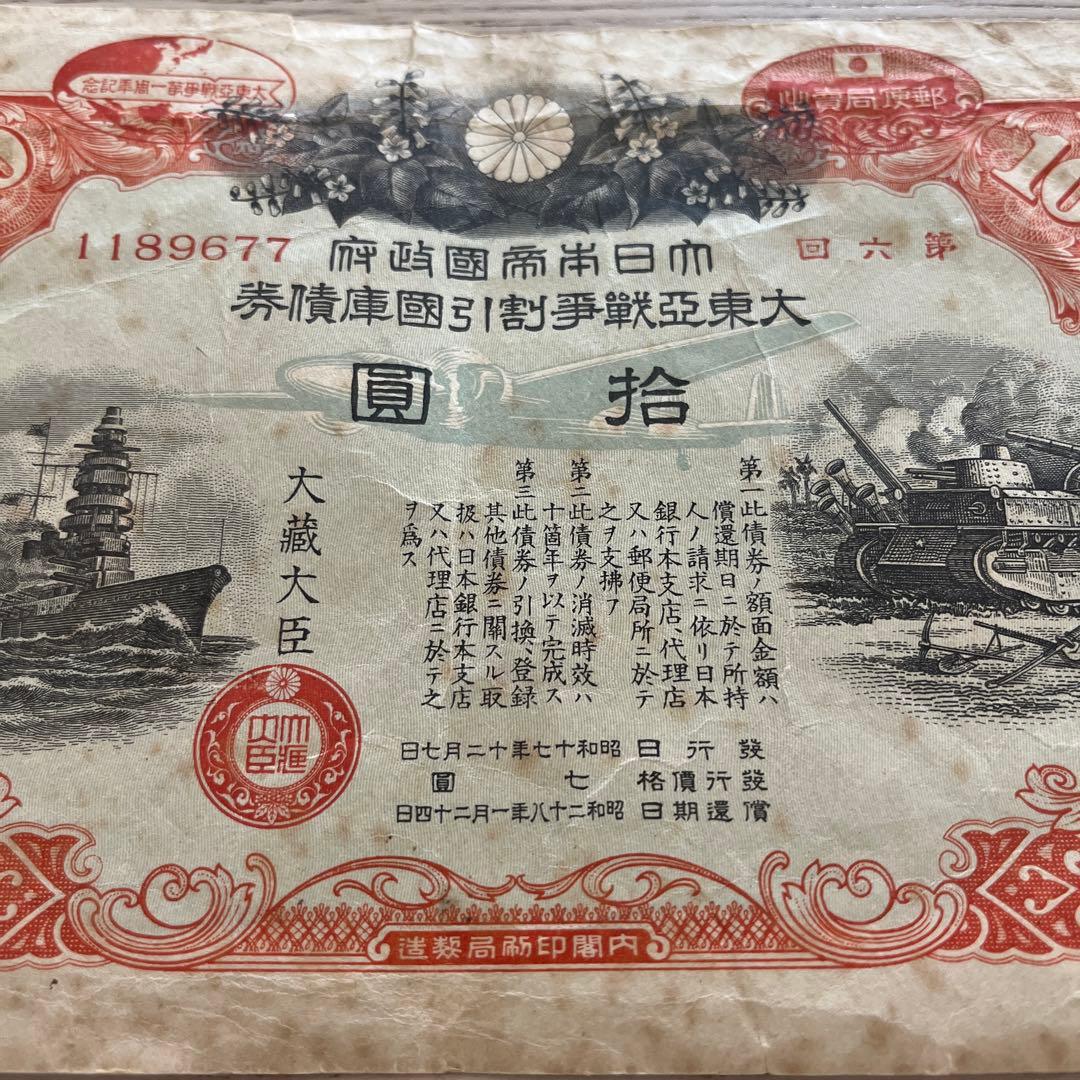 大東亞戰爭第一周年記念
郵便局賣出
10
1189677
第六回
大日本帝國政府
大東亞戰爭割引國庫債券
拾圓
第一此債券ノ額面金額ハ
償還期日ニ於テ所持
人ノ請求ニ依リ日本
銀行本支店、代理店
又ハ郵便局所ニ於テ
之ヲ支拂フ
第二此債券ノ消滅時效ハ
十箇年ヲ以テ完成ス
第三此債券ノ引換、登錄
其他債券ニ關スル取
扱ハ日本銀行本支店
又ハ代理店ニ於テ之
ヲ爲ス
大藏大臣
大藏大臣
發行日 昭和十七年十二月七日
發行價格 七圓
償還期日 昭和二十八年一月二十四日
內閣印刷局製造